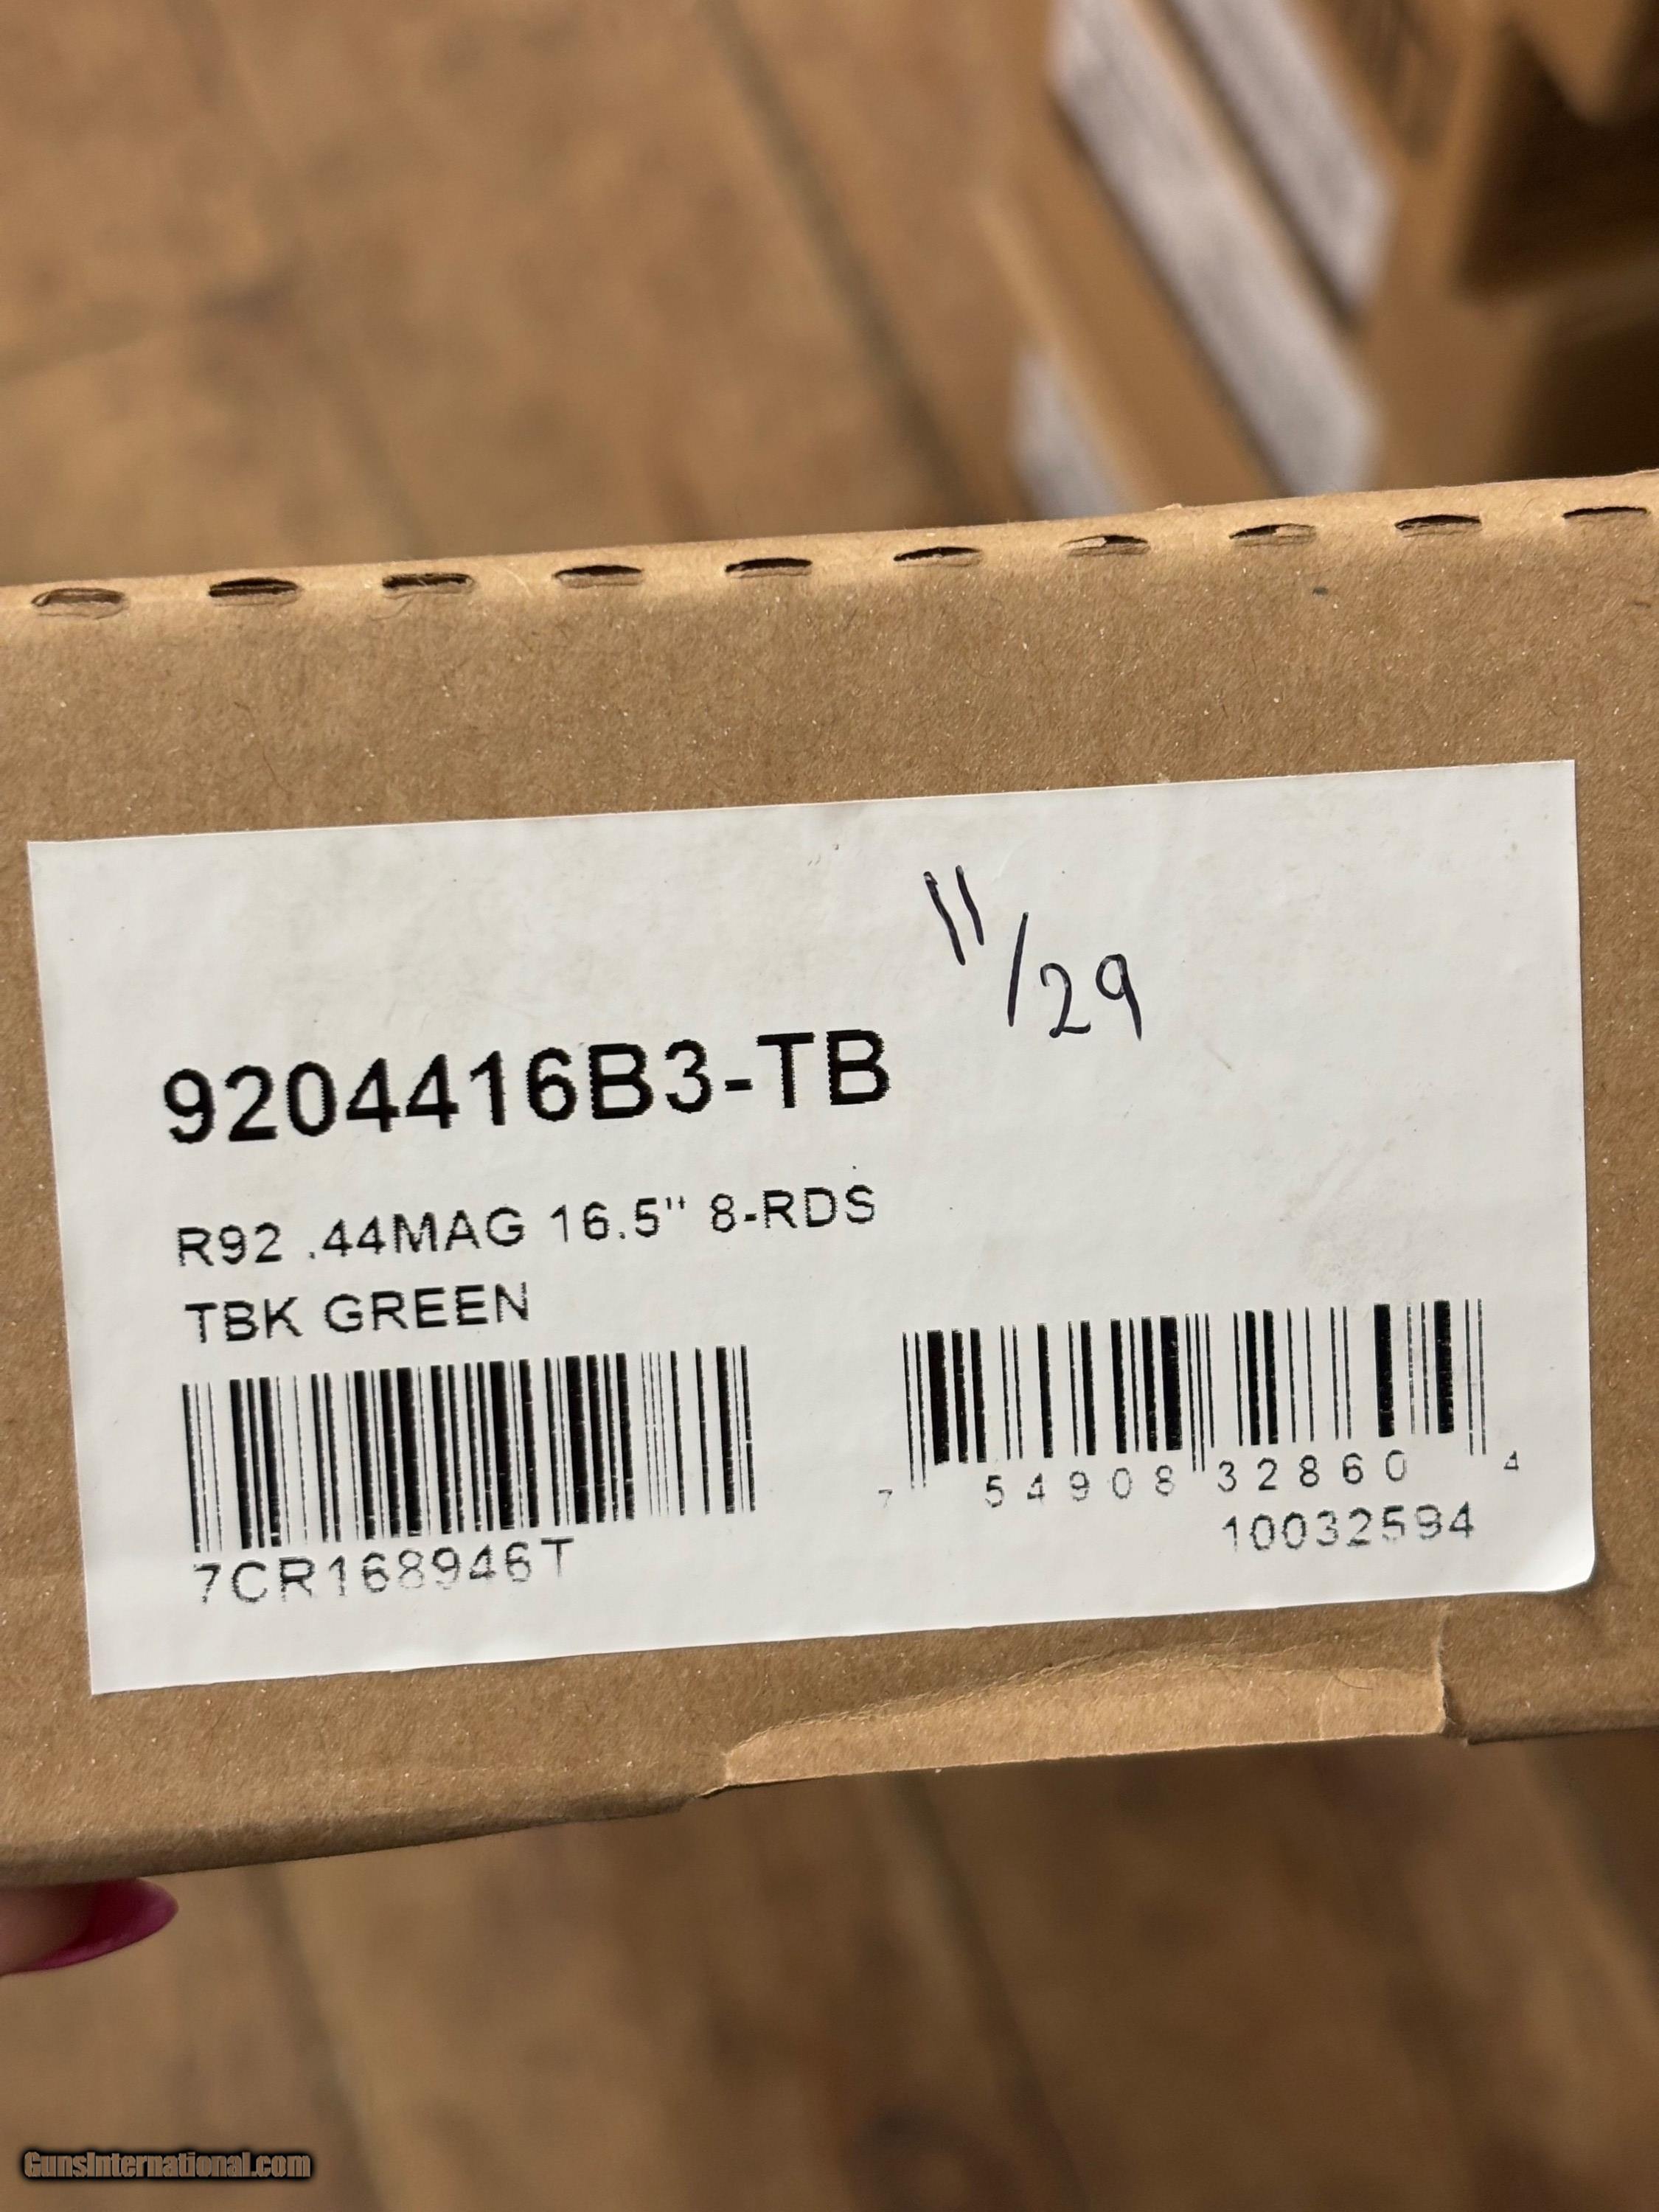 11/29
9204416B3-TB
R92 .44MAG 16.5" 8-RDS
TBK GREEN
7CR168946T
7 54908 32860 4
10032594
GunsInternational.com